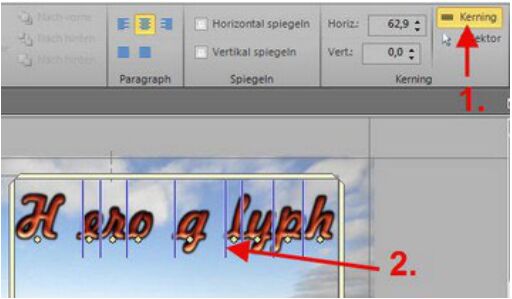 Nach vorne
Nach hinten
Nach hinten
Paragraph
Horizontal spiegeln
Vertikal spiegeln
Spiegeln
Horiz.: 62,9
Vert.: 0,0
Kerning
Kerning
1.
H ero g lyph
2.